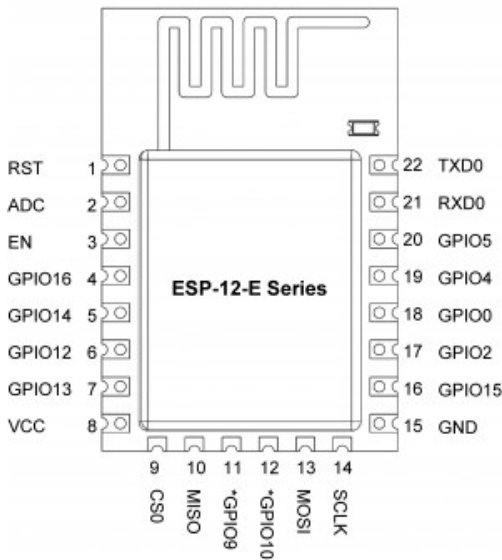 RST 1 22 TXD0
ADC 2 21 RXD0
EN 3 20 GPIO5
GPIO16 4 19 GPIO4
ESP-12-E Series
GPIO14 5 18 GPIO0
GPIO12 6 17 GPIO2
GPIO13 7 16 GPIO15
VCC 8 15 GND
9 10 11 12 13 14
CS0 MISO *GPIO9 *GPIO10 MOSI SCLK